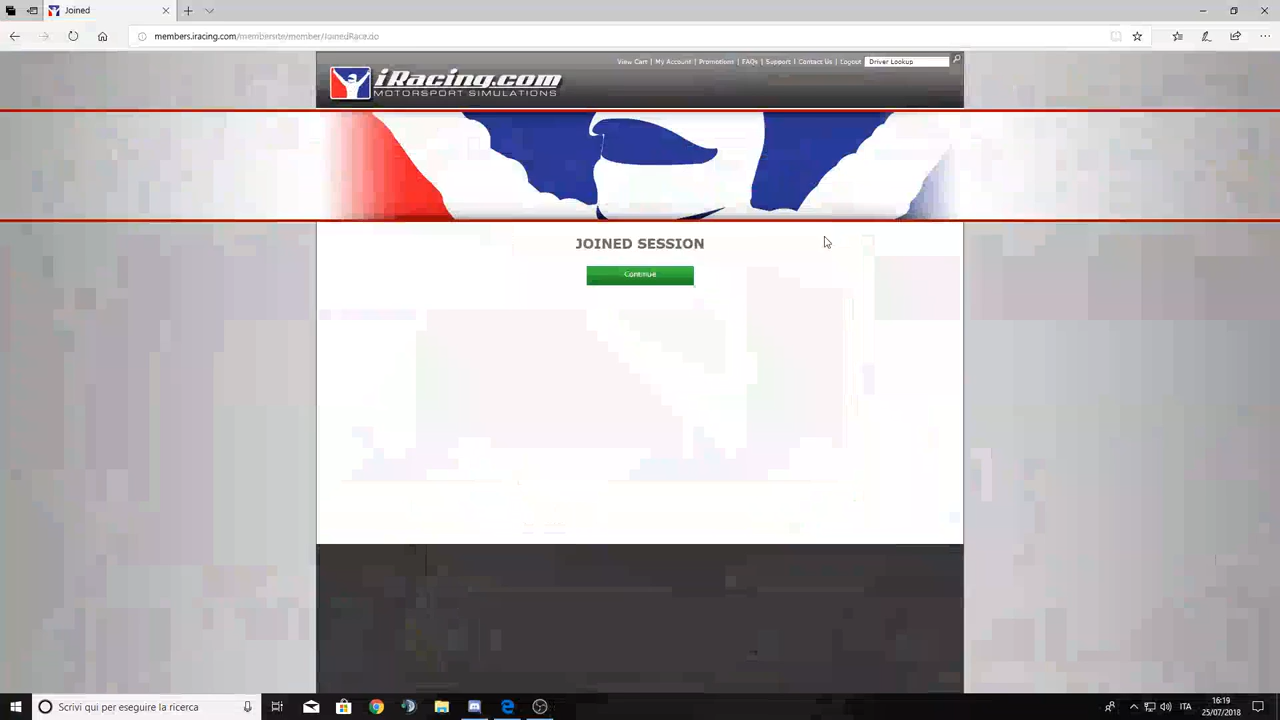 Joined
members.iracing.com/membersite/member/JoinedRace.do
View Cart | My Account | Promotions | FAQs | Support | Contact Us | Logout
Driver Lookup
iRacing.com
MOTORSPORT SIMULATIONS
JOINED SESSION
Continue
Scrivi qui per eseguire la ricerca
ITA
16:19
25/07/2018